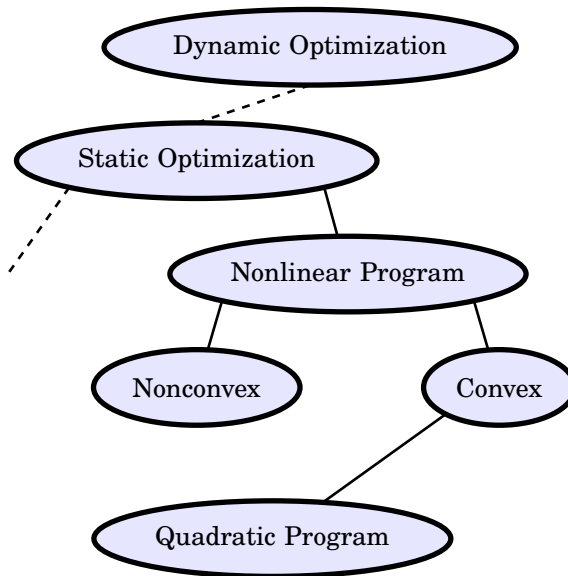 Dynamic Optimization
Static Optimization
Nonlinear Program
Nonconvex
Convex
Quadratic Program